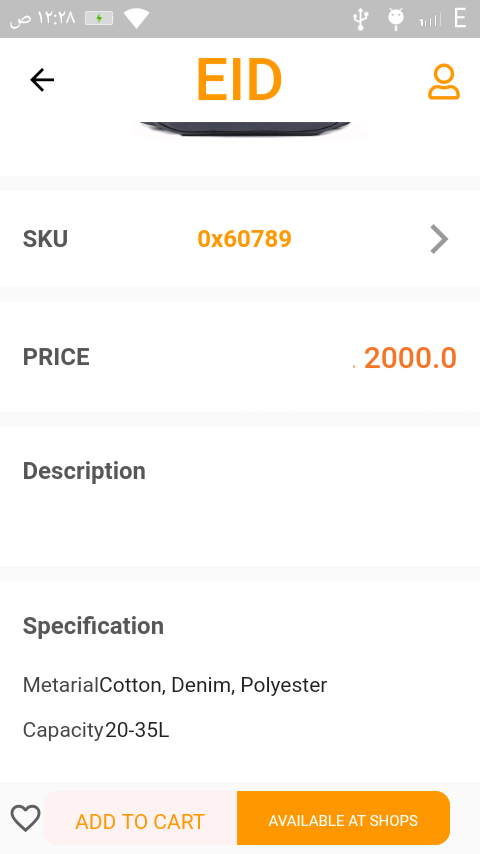 ١٢:٢٨ ص
E
EID
SKU 0x60789
PRICE . 2000.0
Description
Specification
MetarialCotton, Denim, Polyester
Capacity20-35L
ADD TO CART AVAILABLE AT SHOPS